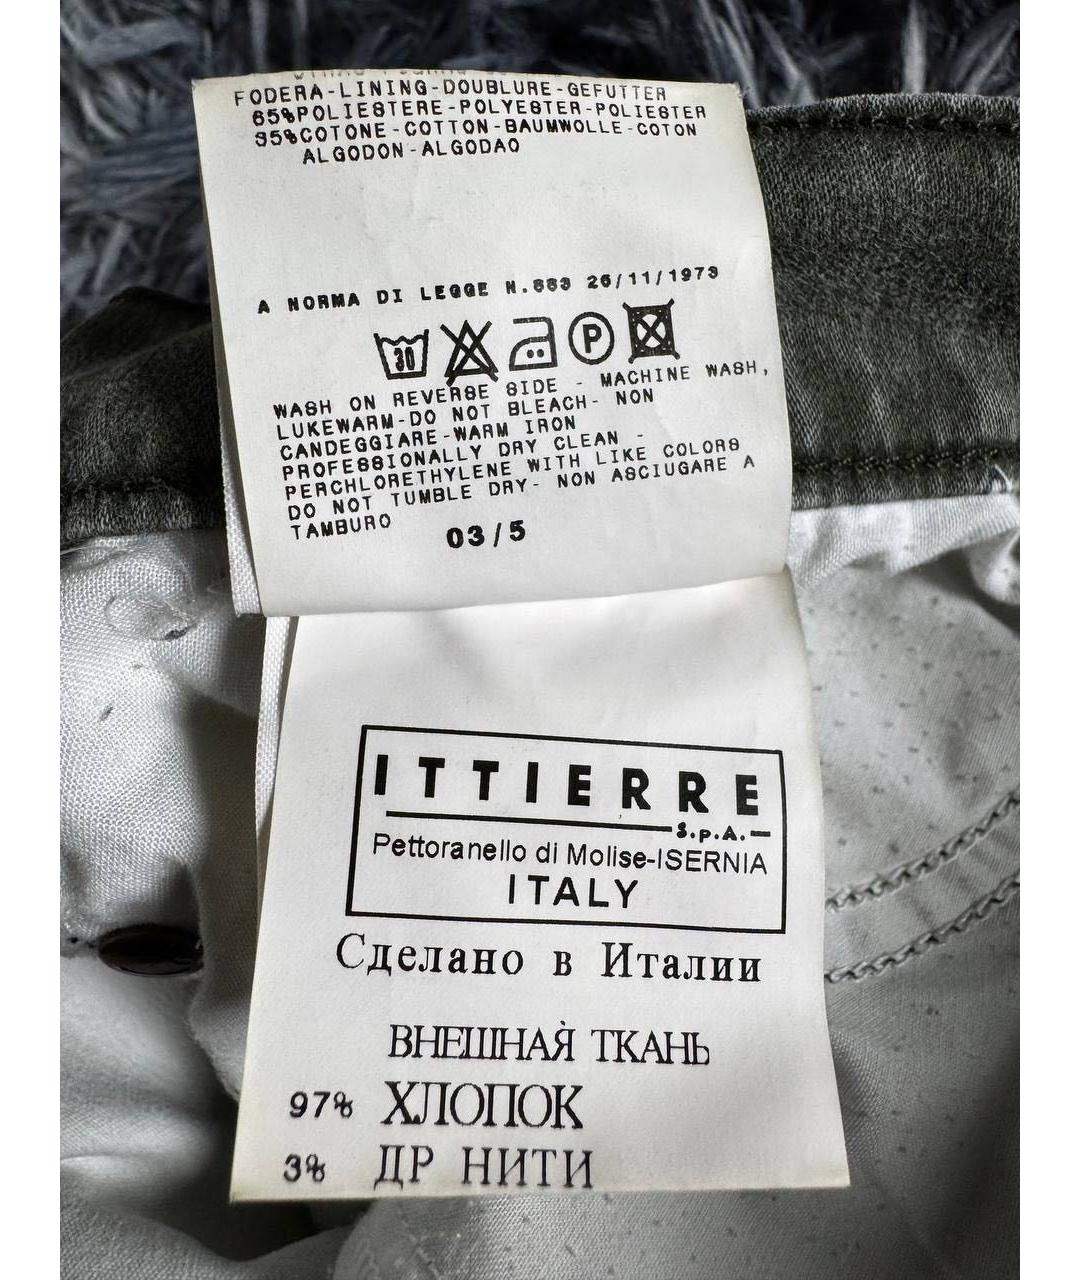 FODERA-LINING-DOUBLURE-GEFUTTER
65%POLIESTERE-POLYESTER-POLIESTER
35%COTONE-COTTON-BAUMWOLLE-COTON
ALGODON-ALGODAO
A NORMA DI LEGGE N.883 26/11/1973
30 P
WASH ON REVERSE SIDE - MACHINE WASH,
LUKEWARM-DO NOT BLEACH- NON
CANDEGGIARE-WARM IRON
PROFESSIONALLY DRY CLEAN -
PERCHLORETHYLENE WITH LIKE COLORS
DO NOT TUMBLE DRY- NON ASCIUGARE A
TAMBURO
03/5
ITTIERRE
S.p.A.
Pettoranello di Molise-ISERNIA
ITALY
Сделано в Италии
ВНЕШНАЯ ТКАНЬ
97% ХЛОПОК
3% ДР НИТИ